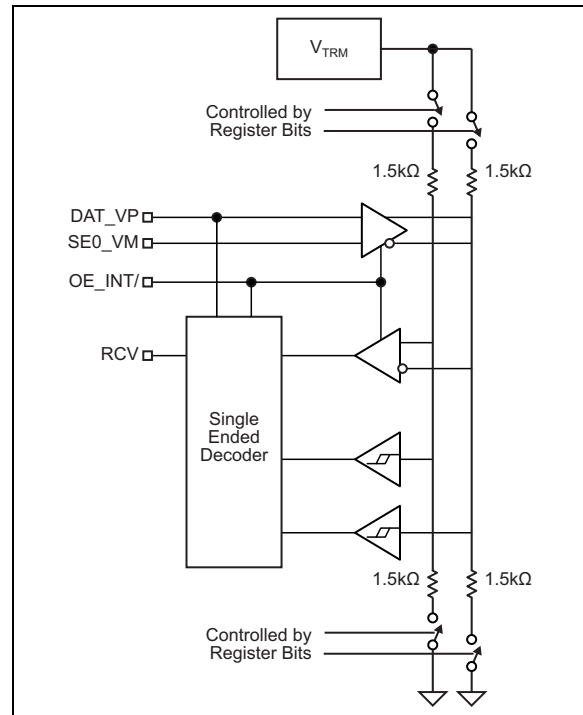 VTRM
Controlled by
Register Bits
1.5kΩ
1.5kΩ
DAT_VP
SE0_VM
OE_INT/
RCV
Single
Ended
Decoder
1.5kΩ
1.5kΩ
Controlled by
Register Bits